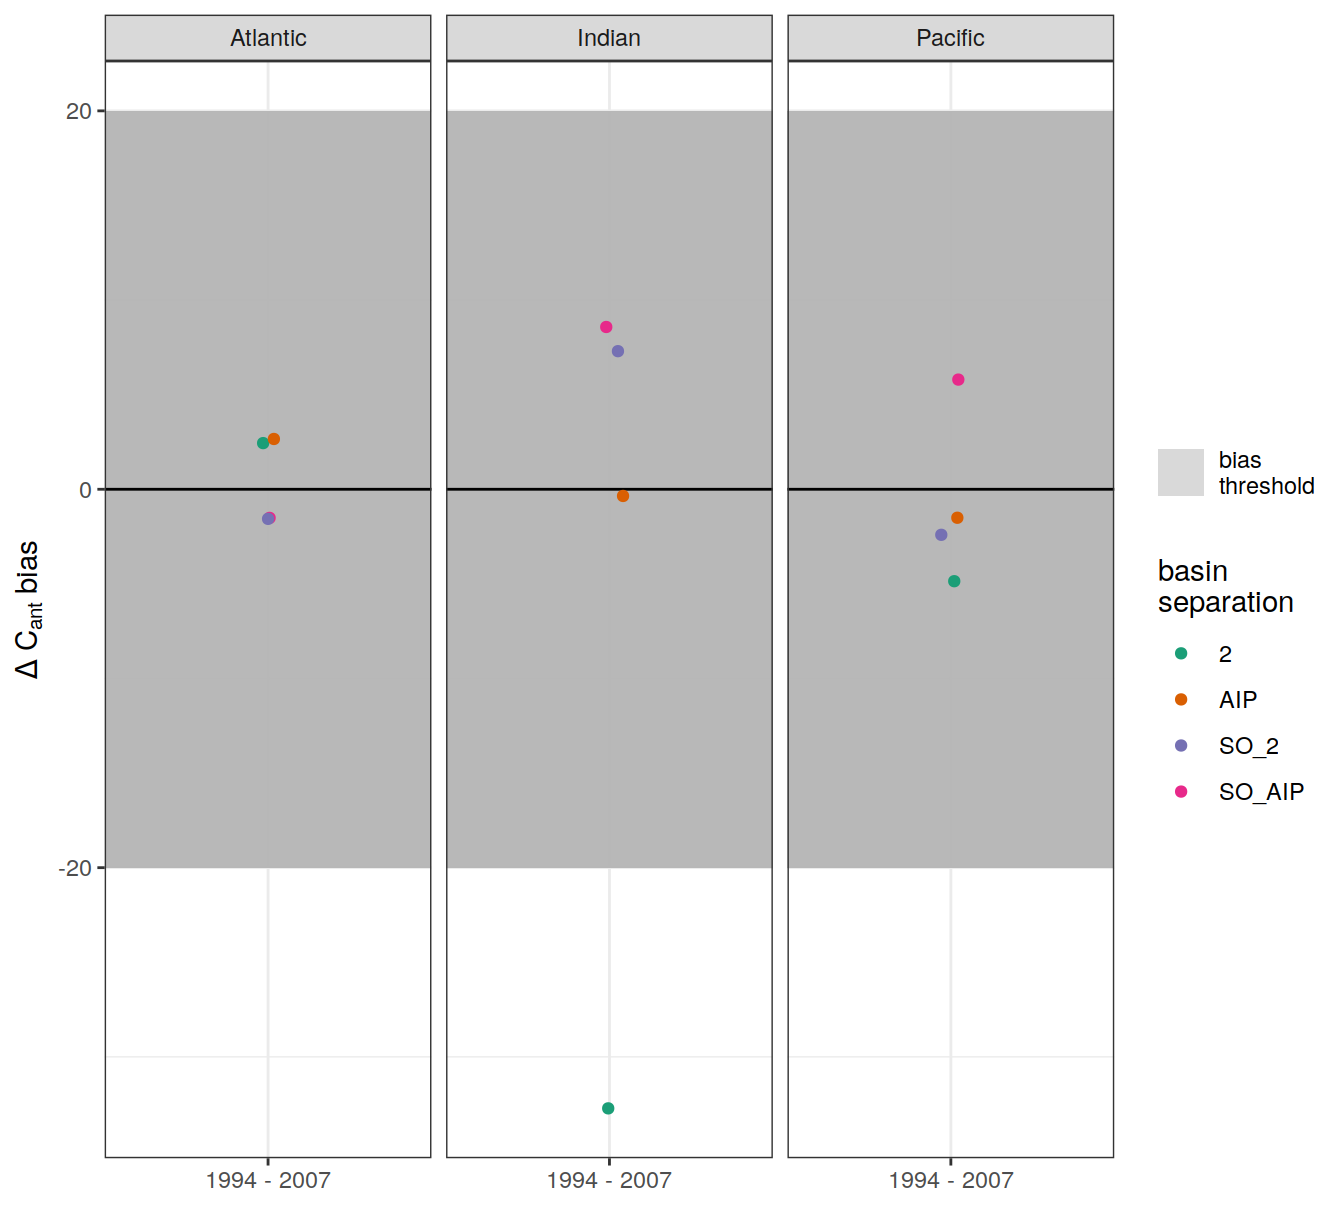 Atlantic
Indian
Pacific
20
0
-20
Δ Cant bias
1994 - 2007
1994 - 2007
1994 - 2007
bias
threshold
basin
separation
2
AIP
SO_2
SO_AIP